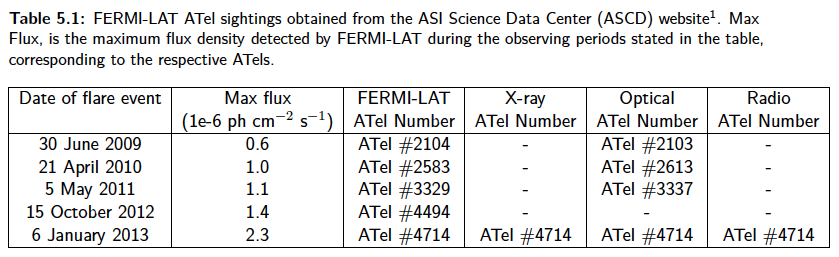 Table 5.1: FERMI-LAT ATel sightings obtained from the ASI Science Data Center (ASCD) website1. Max
Flux, is the maximum flux density detected by FERMI-LAT during the observing periods stated in the table,
corresponding to the respective ATels.
Date of flare event Max flux FERMI-LAT X-ray Optical Radio
(1e-6 ph cm−2 s−1) ATel Number ATel Number ATel Number ATel Number
30 June 2009 0.6 ATel #2104 - ATel #2103 -
21 April 2010 1.0 ATel #2583 - ATel #2613 -
5 May 2011 1.1 ATel #3329 - ATel #3337 -
15 October 2012 1.4 ATel #4494 - - -
6 January 2013 2.3 ATel #4714 ATel #4714 ATel #4714 ATel #4714